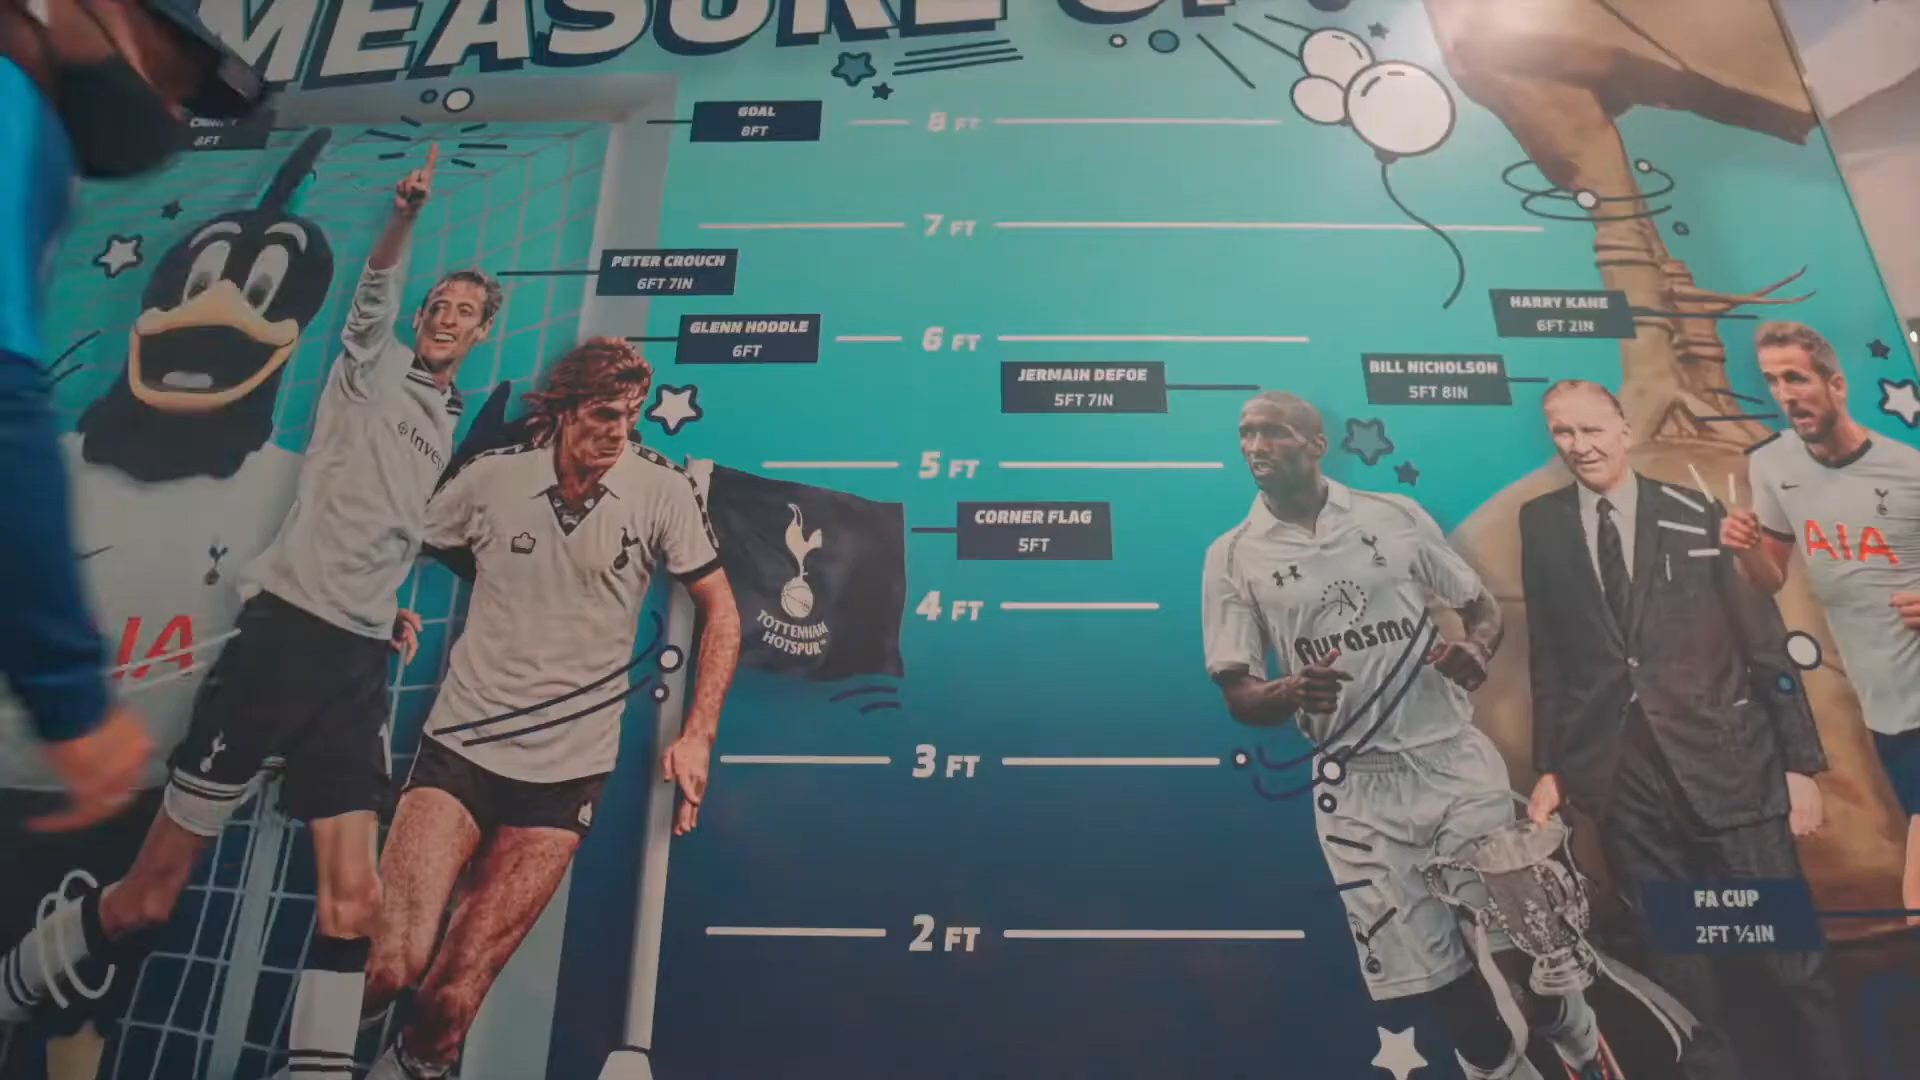 MEASURE
8FT
GOAL
8FT
8 FT
7 FT
PETER CROUCH
6FT 7IN
HARRY KANE
6FT 2IN
GLENN HODDLE
6FT
6 FT
JERMAIN DEFOE
5FT 7IN
BILL NICHOLSON
5FT 8IN
5 FT
CORNER FLAG
5FT
AIA
4 FT
TOTTENHAM
HOTSPUR™
Aurasma
IA
3 FT
2 FT
FA CUP
2FT ½IN